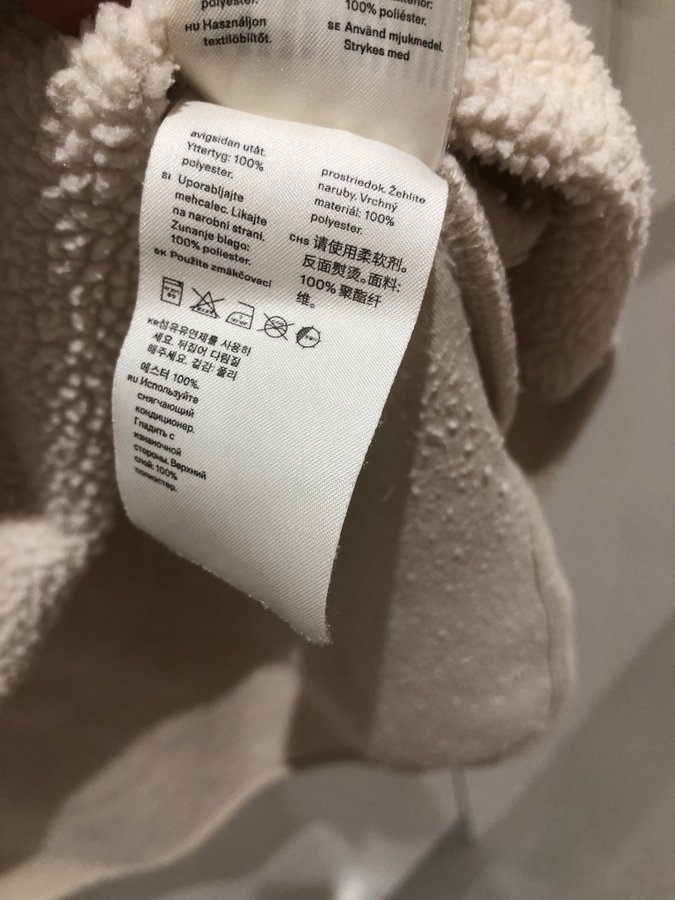 polyester.
HU Használjon
textilöblítőt.
100% poliéster.
SE Använd mjukmedel.
Strykes med
avigsidan utåt.
Yttertyg: 100%
polyester.
SI Uporabljajte
mehčalec. Likajte
na narobni strani.
Zunanje blago:
100% poliester.
SK Použite zmäkčovací
prostriedok. Žehlite
naruby. Vrchný
materiál: 100%
polyester.
CHS 请使用柔软剂。
反面熨烫。面料:
100% 聚酯纤
维。
KR 섬유유연제를 사용하
세요. 뒤집어 다림질
해주세요. 겉감: 폴리
에스터 100%.
RU Используйте
смягчающий
кондиционер.
Гладить с
изнаночной
стороны. Верхний
слой: 100%
полиэстер.